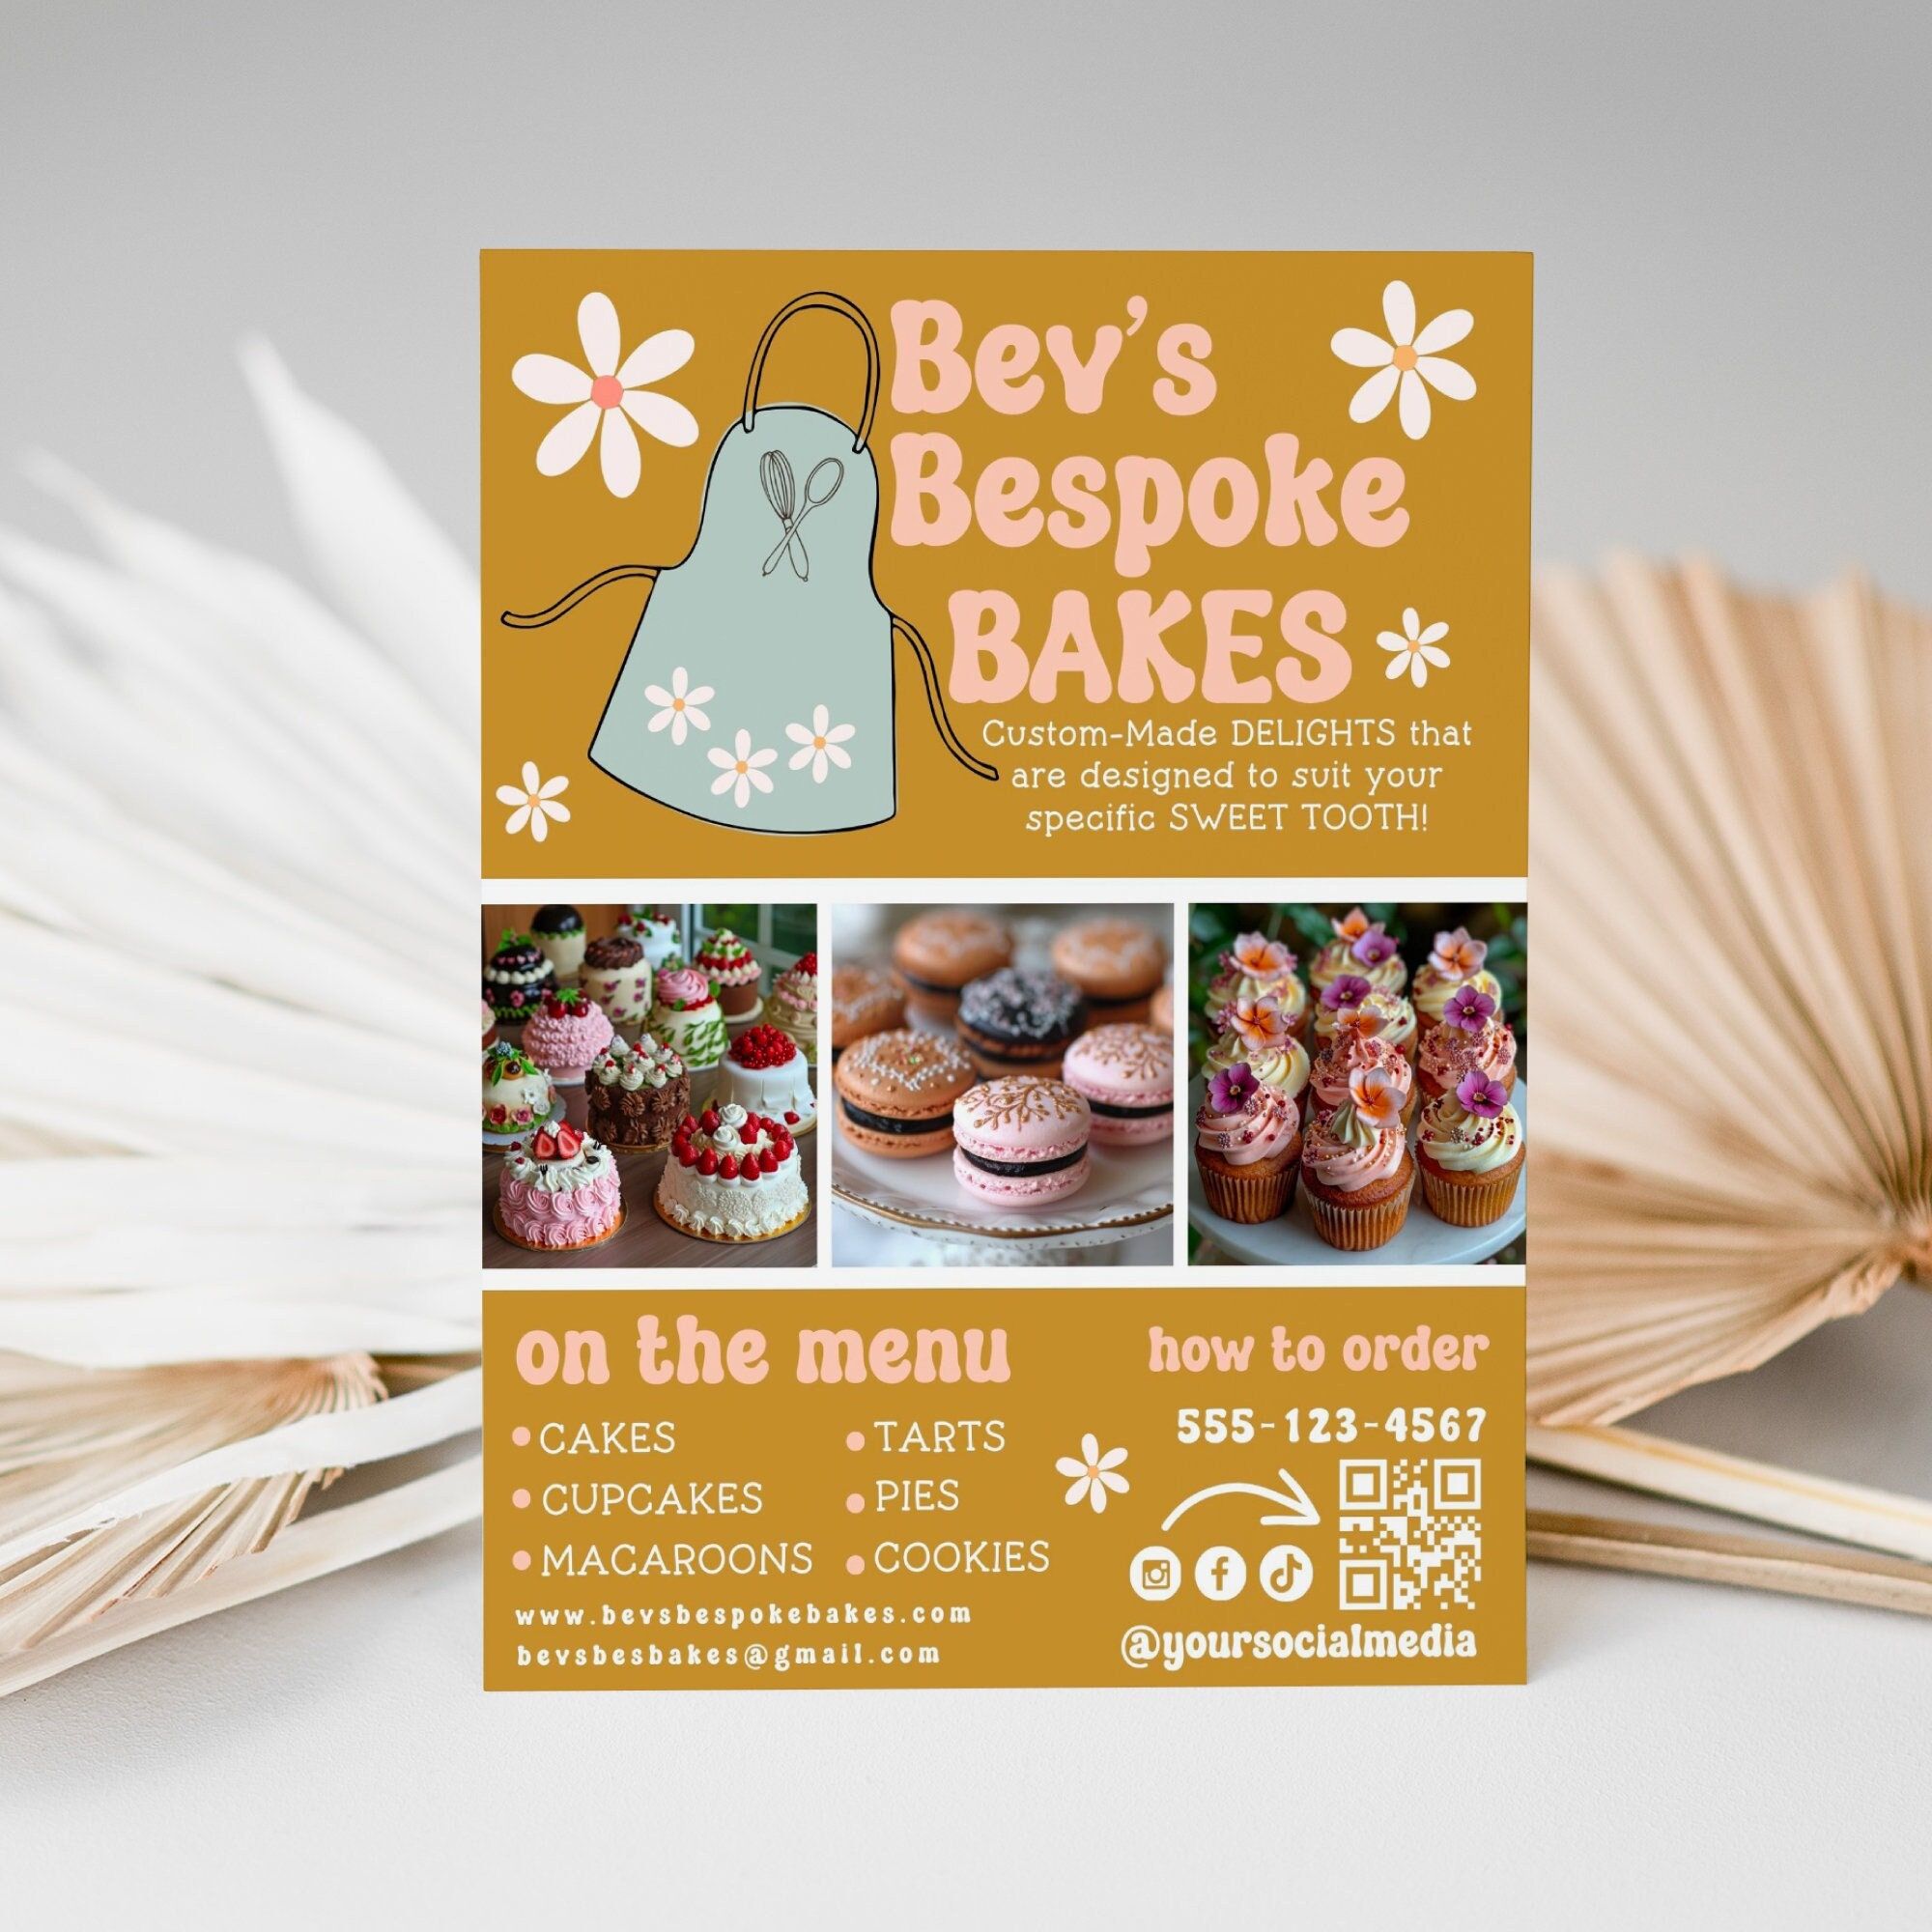 Bev's
Bespoke
BAKES
Custom-Made DELIGHTS that
are designed to suit your
specific SWEET TOOTH!
on the menu
CAKES
CUPCAKES
MACAROONS
TARTS
PIES
COOKIES
www.bevsbespokebakes.com
bevsbesbakes@gmail.com
how to order
555-123-4567
@yoursocialmedia